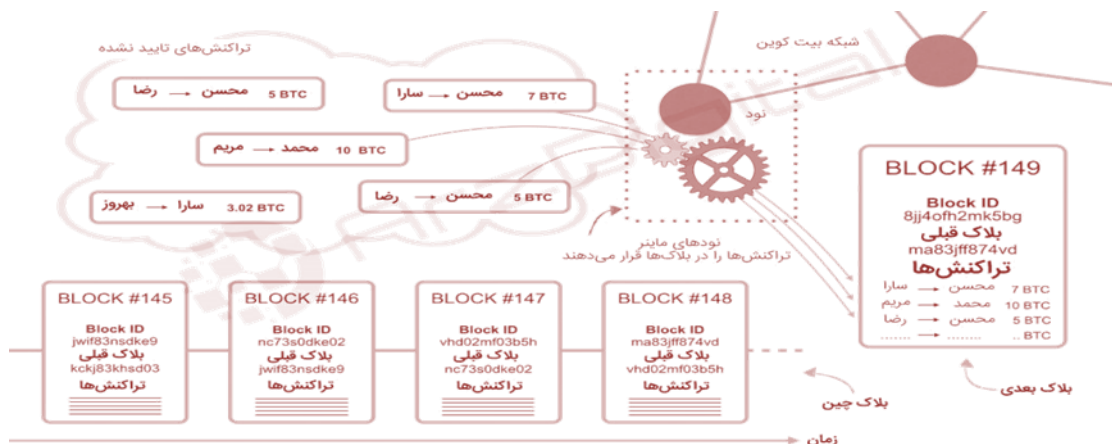 تراکنش‌های تایید نشده
شبکه بیت کوین
محسن → رضا 5 BTC
محسن → سارا 7 BTC
نود
محمد → مریم 10 BTC
محسن → رضا 5 BTC
سارا → بهروز 3.02 BTC
نودهای ماینر
تراکنش‌ها را در بلاک‌ها قرار می‌دهند
BLOCK #149
Block ID
8jj4ofh2mk5bg
بلاک قبلی
ma83jff874vd
تراکنش‌ها
سارا → محسن 7 BTC
مریم → محمد 10 BTC
رضا → محسن 5 BTC
....... → ........ .. BTC
بلاک بعدی
BLOCK #145
Block ID
jwif83nsdke9
بلاک قبلی
kckj83khsd03
تراکنش‌ها
BLOCK #146
Block ID
nc73s0dke02
بلاک قبلی
jwif83nsdke9
تراکنش‌ها
BLOCK #147
Block ID
vhd02mf03b5h
بلاک قبلی
nc73s0dke02
تراکنش‌ها
BLOCK #148
Block ID
ma83jff874vd
بلاک قبلی
vhd02mf03b5h
تراکنش‌ها
بلاک چین
زمان